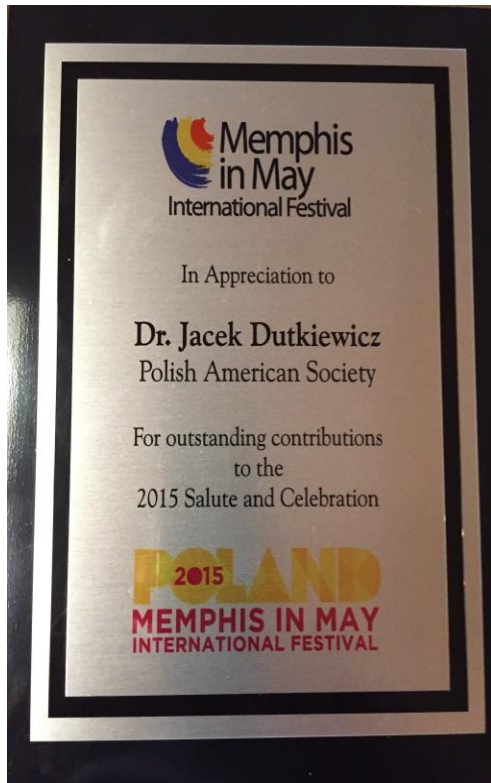 Memphis
in May
International Festival
In Appreciation to
Dr. Jacek Dutkiewicz
Polish American Society
For outstanding contributions
to the
2015 Salute and Celebration
POLAND
2015
MEMPHIS IN MAY
INTERNATIONAL FESTIVAL